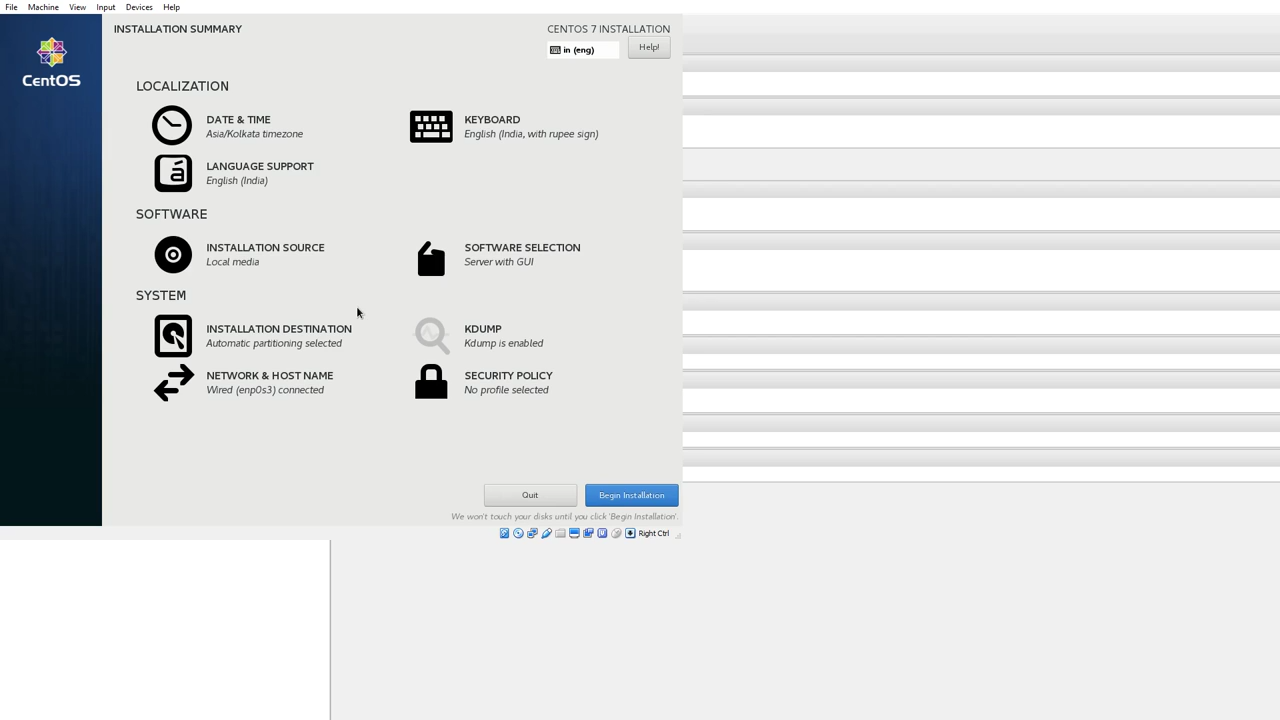 File Machine View Input Devices Help
INSTALLATION SUMMARY
CENTOS 7 INSTALLATION
in (eng)
Help!
CentOS
LOCALIZATION
DATE & TIME
Asia/Kolkata timezone
KEYBOARD
English (India, with rupee sign)
LANGUAGE SUPPORT
English (India)
SOFTWARE
INSTALLATION SOURCE
Local media
SOFTWARE SELECTION
Server with GUI
SYSTEM
INSTALLATION DESTINATION
Automatic partitioning selected
KDUMP
Kdump is enabled
NETWORK & HOST NAME
Wired (enp0s3) connected
SECURITY POLICY
No profile selected
Quit
Begin Installation
We won't touch your disks until you click 'Begin Installation'.
Right Ctrl